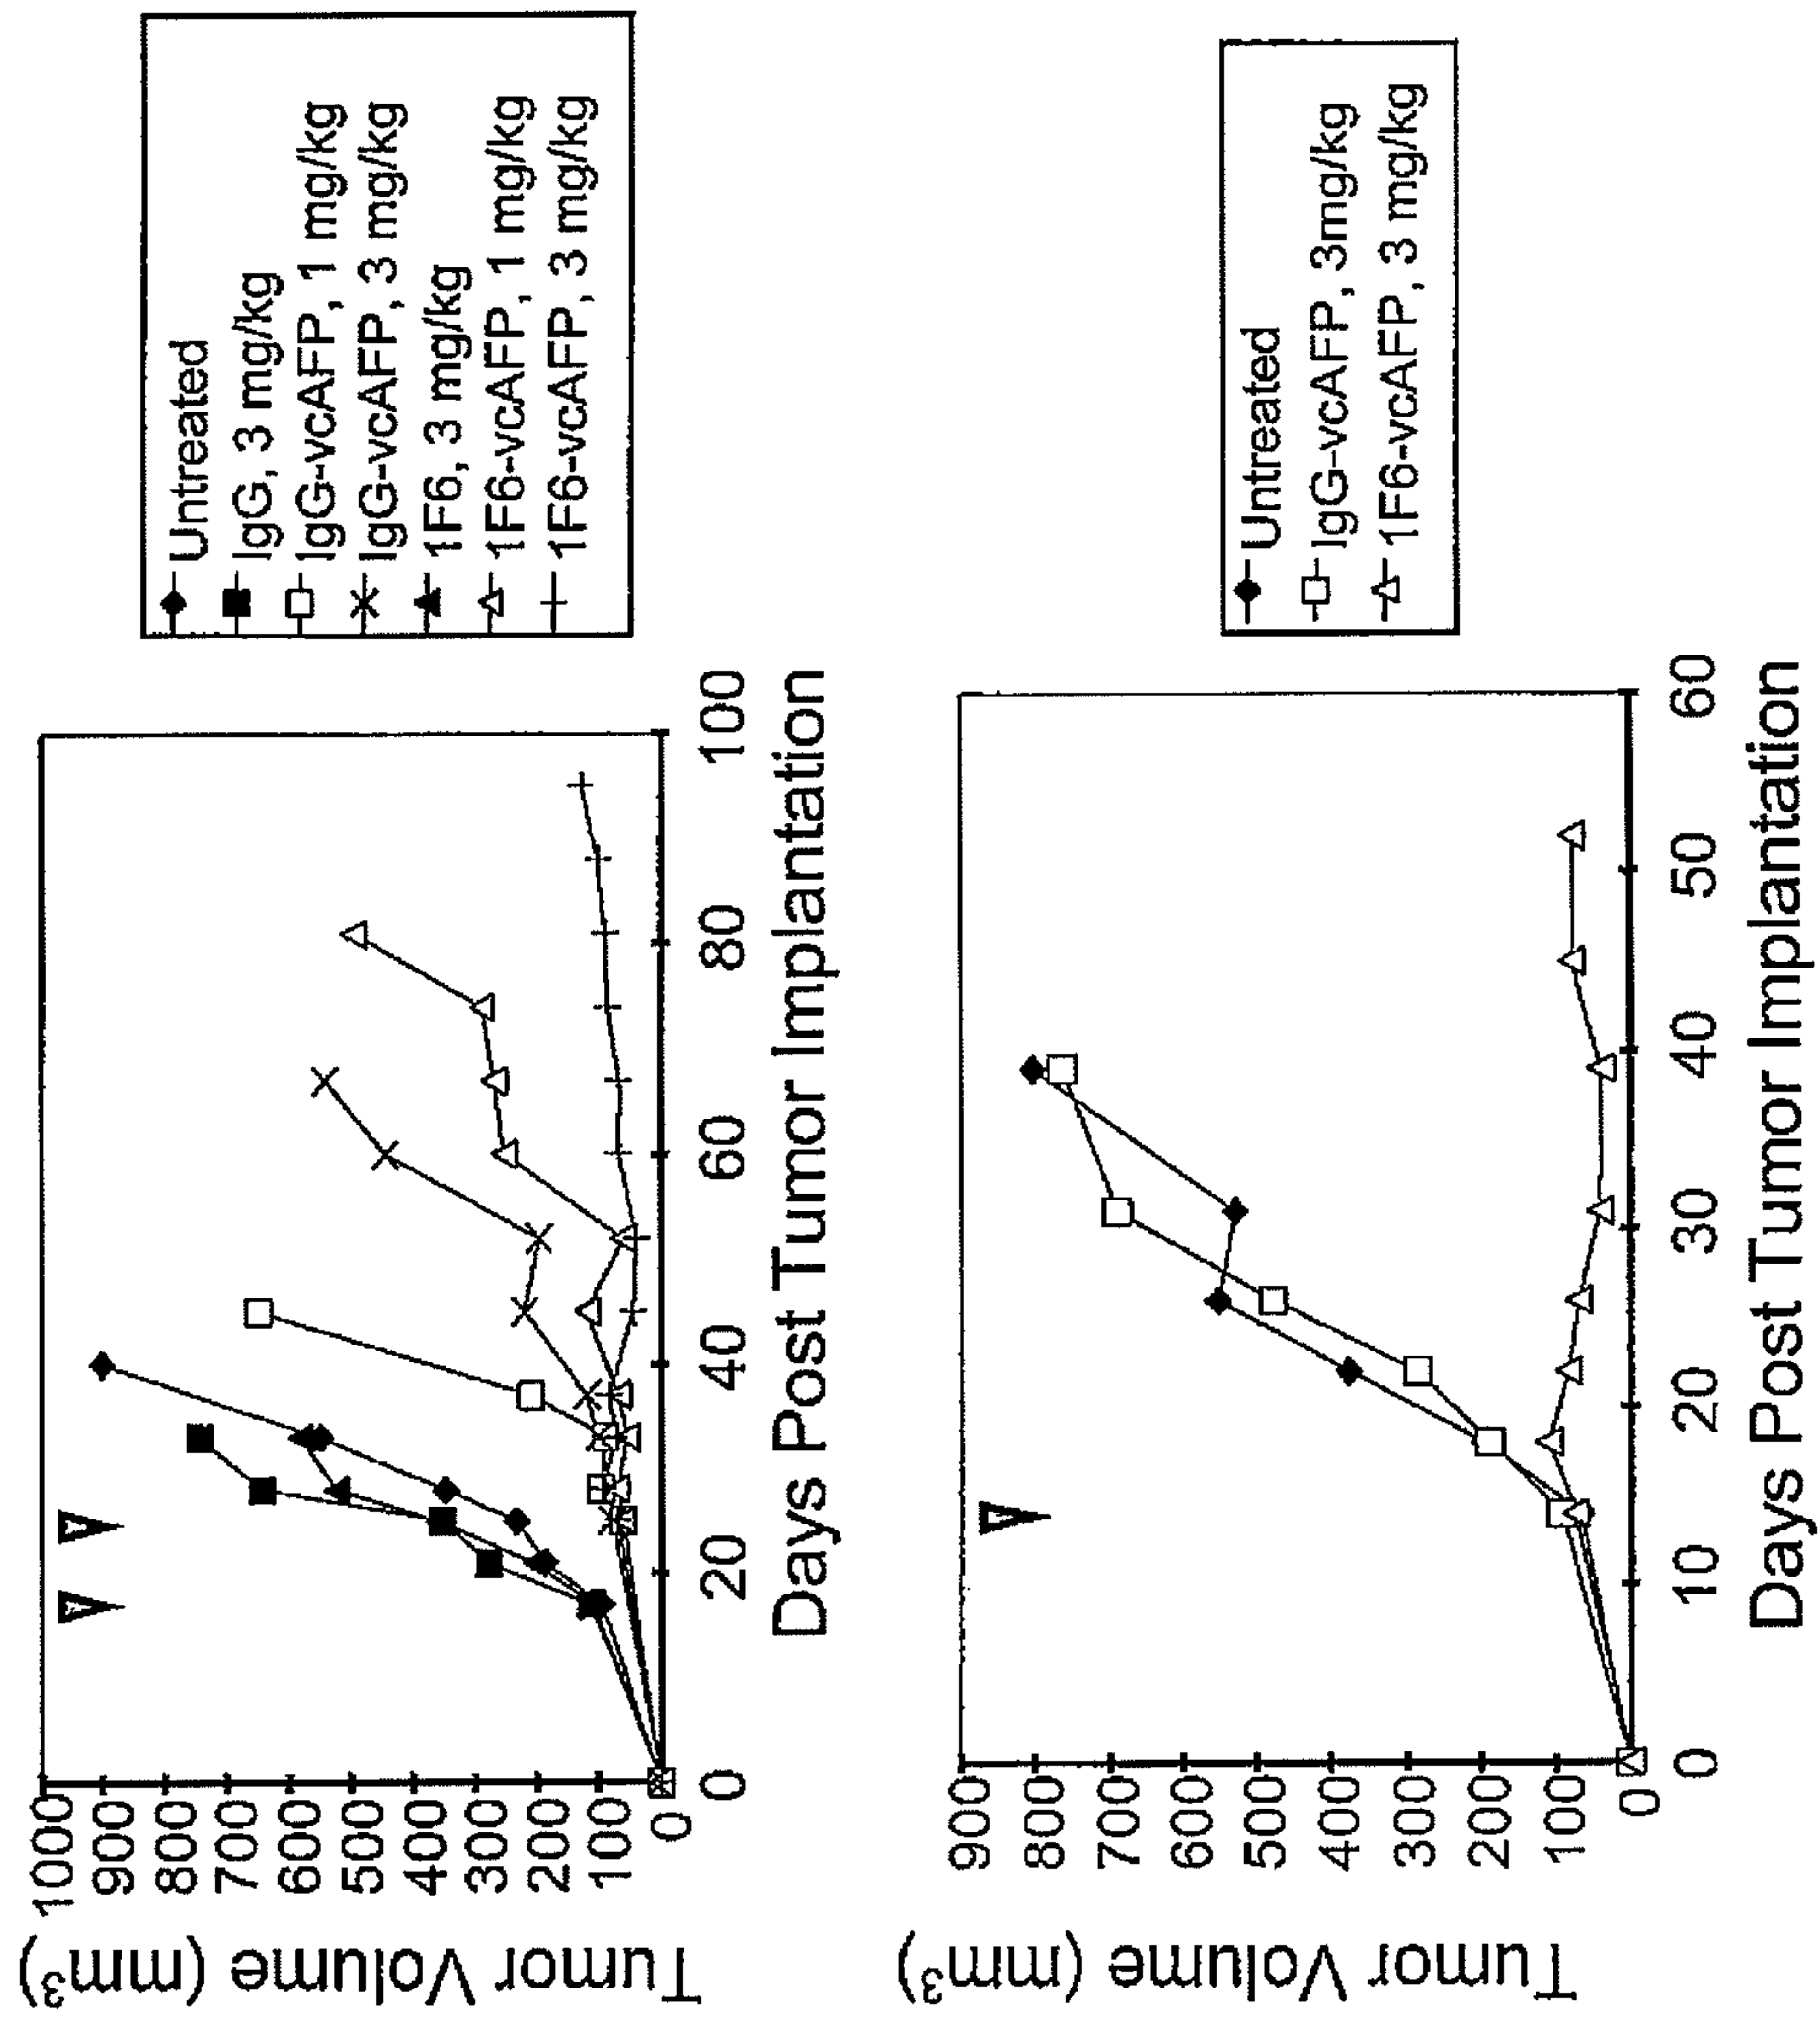 Tumor Volume (mm³)
1000
900
800
700
600
500
400
300
200
100
0
0
20
40
60
80
100
Days Post Tumor Implantation
Untreated
IgG, 3 mg/kg
IgG-vcAFP, 1 mg/kg
IgG-vcAFP, 3 mg/kg
1F6, 3 mg/kg
1F6-vcAFP, 1 mg/kg
1F6-vcAFP, 3 mg/kg
Tumor Volume (mm³)
900
800
700
600
500
400
300
200
100
0
0
10
20
30
40
50
60
Days Post Tumor Implantation
Untreated
IgG-vcAFP, 3mg/kg
1F6-vcAFP, 3 mg/kg